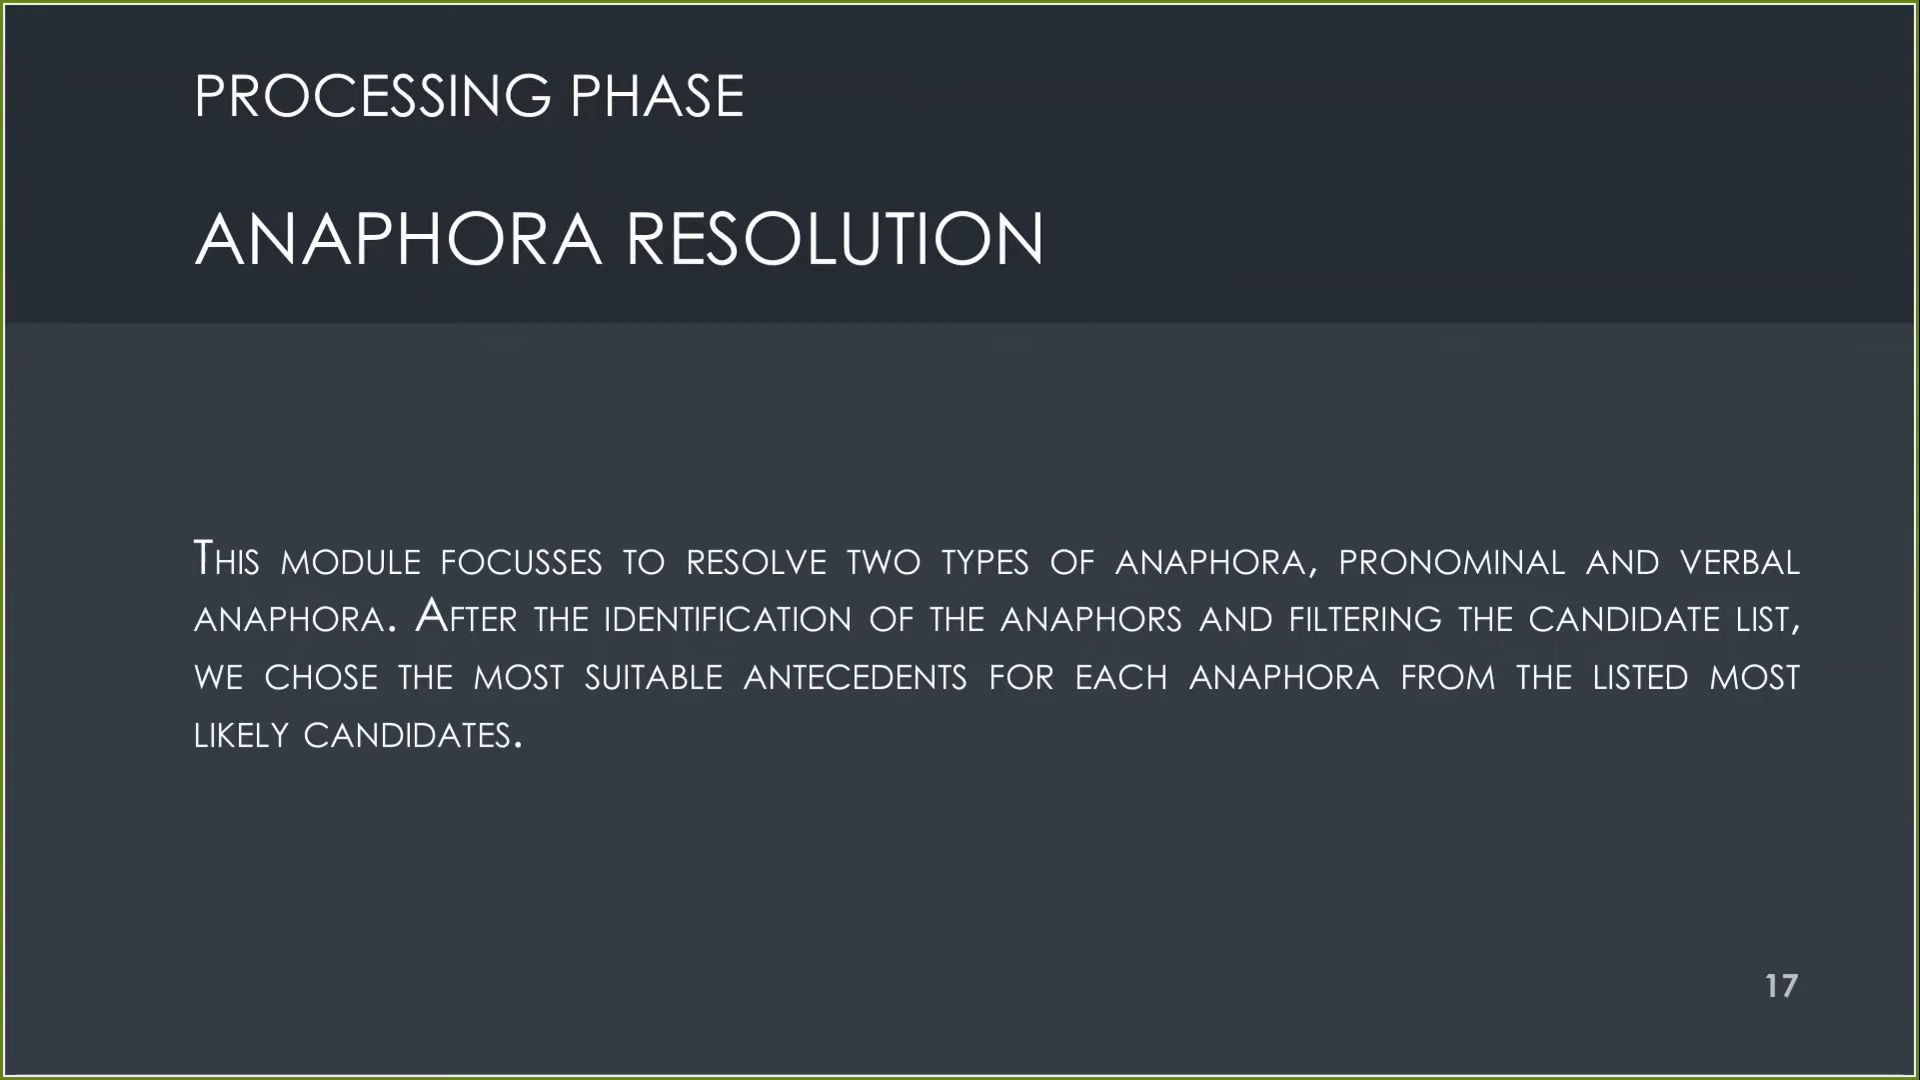 PROCESSING PHASE
ANAPHORA RESOLUTION
THIS MODULE FOCUSSES TO RESOLVE TWO TYPES OF ANAPHORA, PRONOMINAL AND VERBAL
ANAPHORA. AFTER THE IDENTIFICATION OF THE ANAPHORS AND FILTERING THE CANDIDATE LIST,
WE CHOSE THE MOST SUITABLE ANTECEDENTS FOR EACH ANAPHORA FROM THE LISTED MOST
LIKELY CANDIDATES.
17